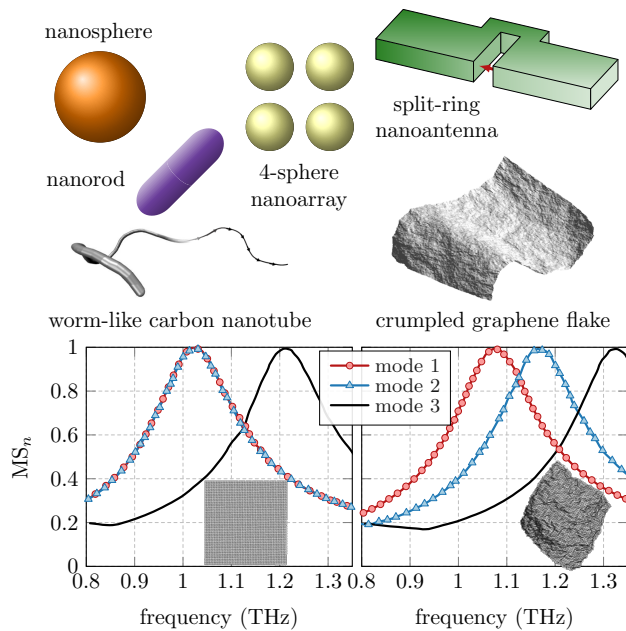 nanosphere
split-ring
nanoantenna
nanorod
4-sphere
nanoarray
worm-like carbon nanotube
crumpled graphene flake
mode 1
mode 2
mode 3
MSₙ
1
0.8
0.6
0.4
0.2
0
0.8 0.9 1 1.1 1.2 1.3
frequency (THz)
0.8 0.9 1 1.1 1.2 1.3
frequency (THz)